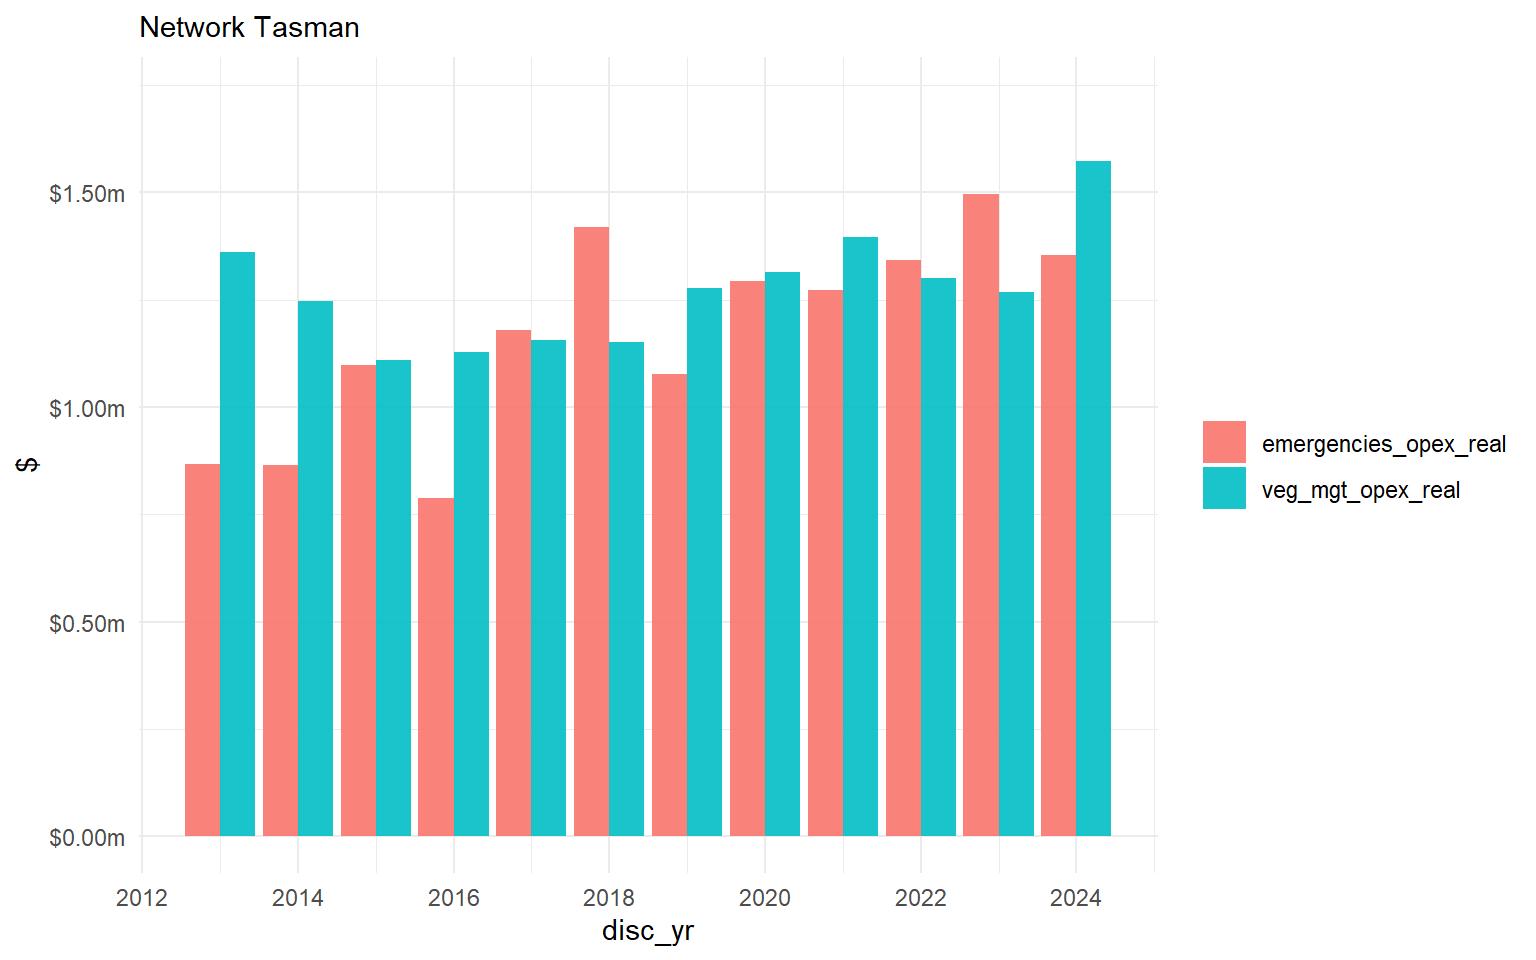 Network Tasman
$1.50m
$1.00m
$0.50m
$0.00m
$
2012 2014 2016 2018 2020 2022 2024
disc_yr
emergencies_opex_real
veg_mgt_opex_real